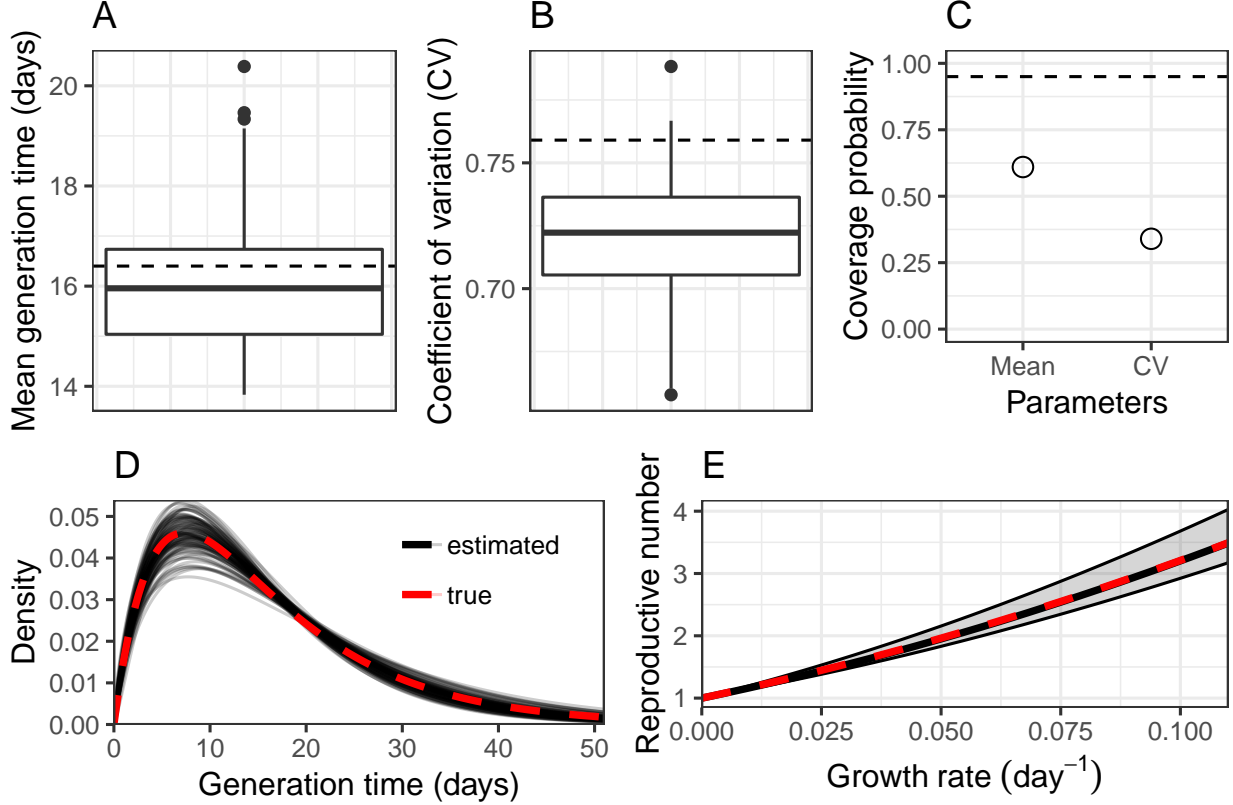 A
Mean generation time (days)
20
18
16
14
B
Coefficient of variation (CV)
0.75
0.70
C
Coverage probability
1.00
0.75
0.50
0.25
0.00
Mean
CV
Parameters
D
Density
0.05
0.04
0.03
0.02
0.01
0.00
estimated
true
0
10
20
30
40
50
Generation time (days)
E
Reproductive number
4
3
2
1
0.000
0.025
0.050
0.075
0.100
Growth rate (day⁻¹)